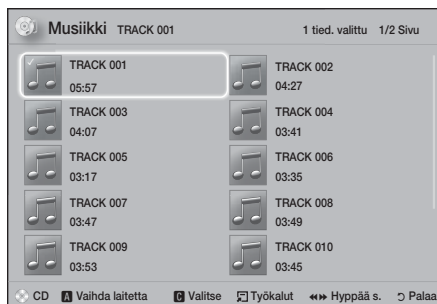 Musiikki TRACK 001 1 tied. valittu 1/2 Sivu
TRACK 001 TRACK 002
05:57 04:27
TRACK 003 TRACK 004
04:07 03:41
TRACK 005 TRACK 006
03:17 03:35
TRACK 007 TRACK 008
03:47 03:49
TRACK 009 TRACK 010
03:53 03:45
CD A Vaihda laitetta C Valitse Työkalut Hyppää s. Palaa